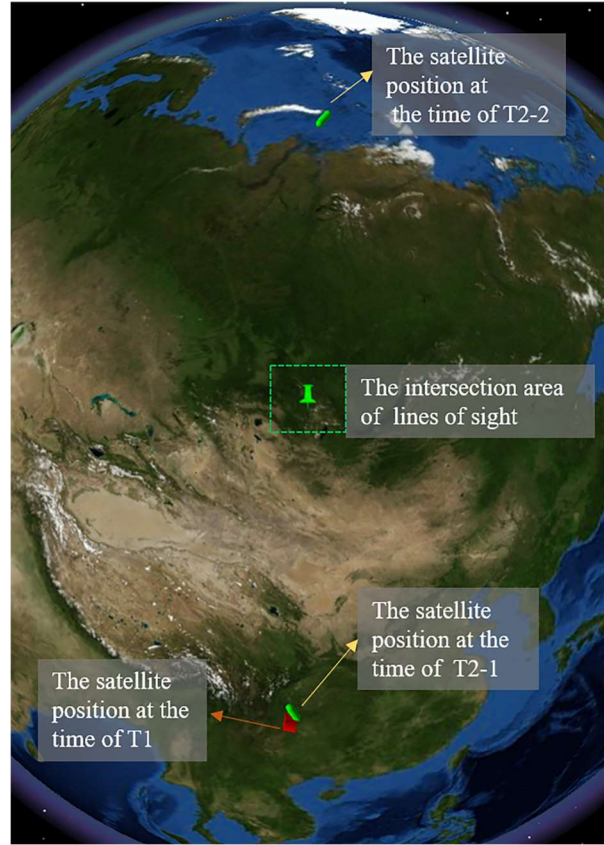 The satellite
position at
the time of T2-2
The intersection area
of lines of sight
The satellite
position at the
time of T2-1
The satellite
position at the
time of T1